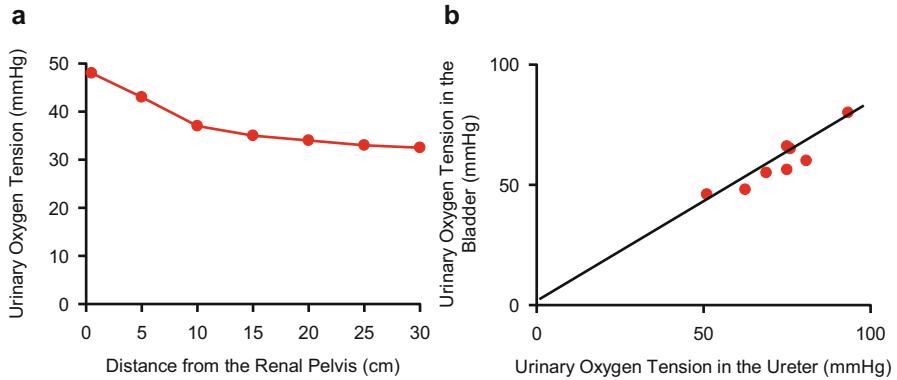 a
Urinary Oxygen Tension (mmHg)
50
40
30
20
10
0
0 5 10 15 20 25 30
Distance from the Renal Pelvis (cm)
b
Urinary Oxygen Tension in the
Bladder (mmHg)
100
50
0
0 50 100
Urinary Oxygen Tension in the Ureter (mmHg)